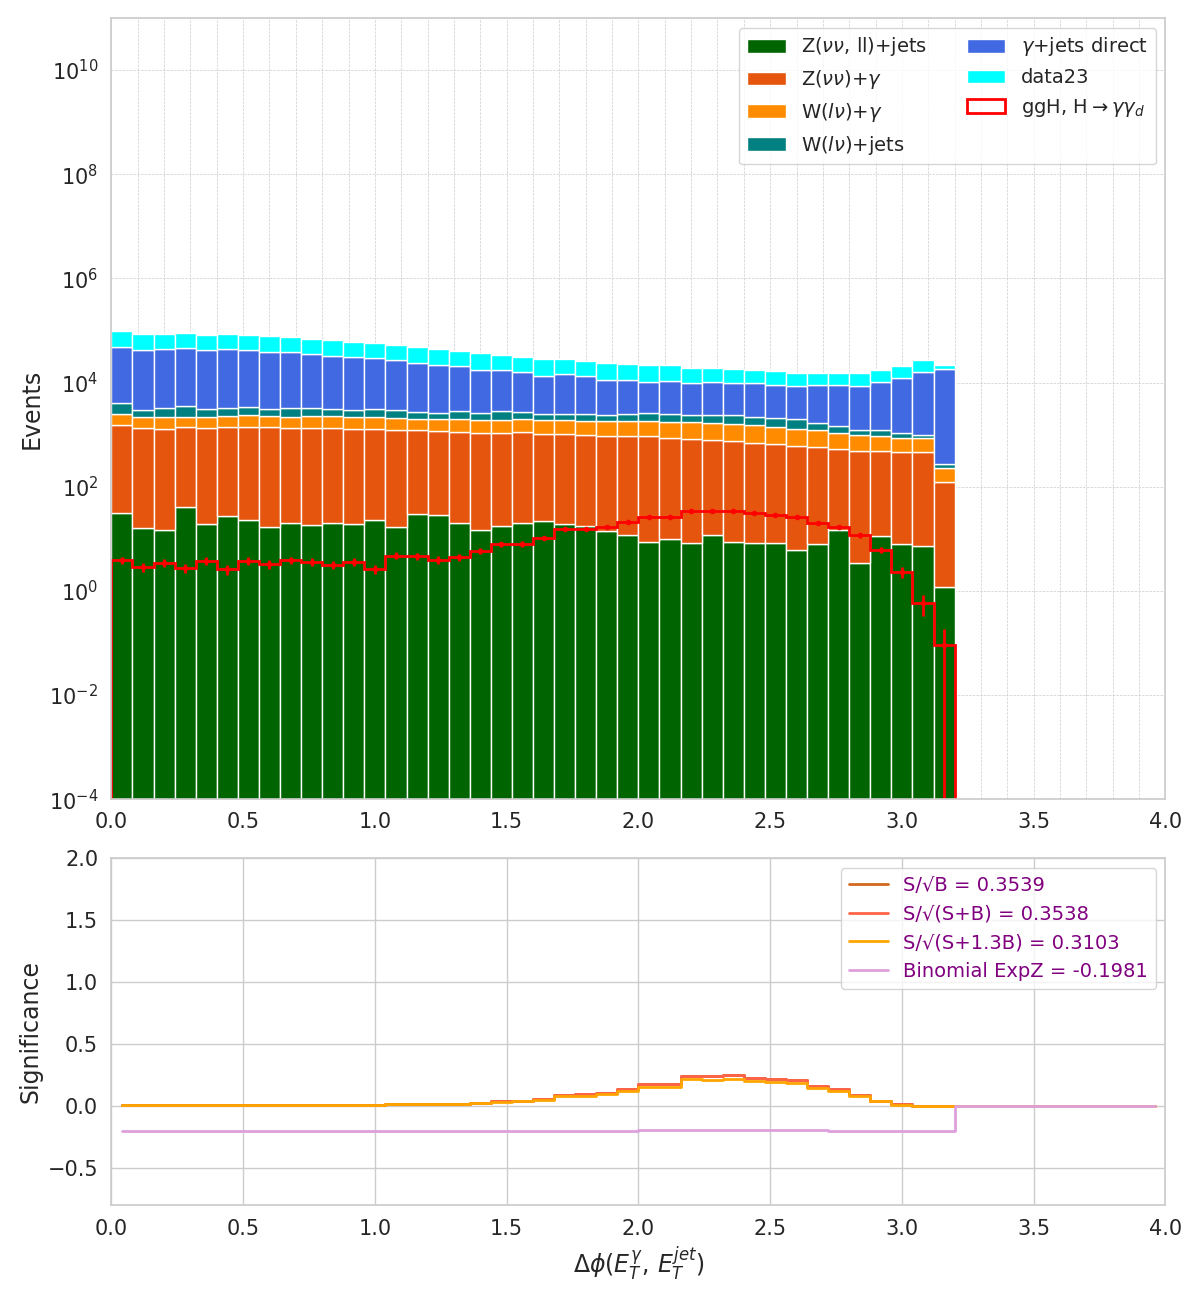 Events
10^10
10^8
10^6
10^4
10^2
10^0
10^−2
10^−4
Z(νν, ll)+jets
Z(νν)+γ
W(lν)+γ
W(lν)+jets
γ+jets direct
data23
ggH, H→γγ_d
0.0 0.5 1.0 1.5 2.0 2.5 3.0 3.5 4.0
Significance
2.0
1.5
1.0
0.5
0.0
−0.5
S/√B = 0.3539
S/√(S+B) = 0.3538
S/√(S+1.3B) = 0.3103
Binomial ExpZ = -0.1981
0.0 0.5 1.0 1.5 2.0 2.5 3.0 3.5 4.0
Δϕ(E_T^γ, E_T^jet)